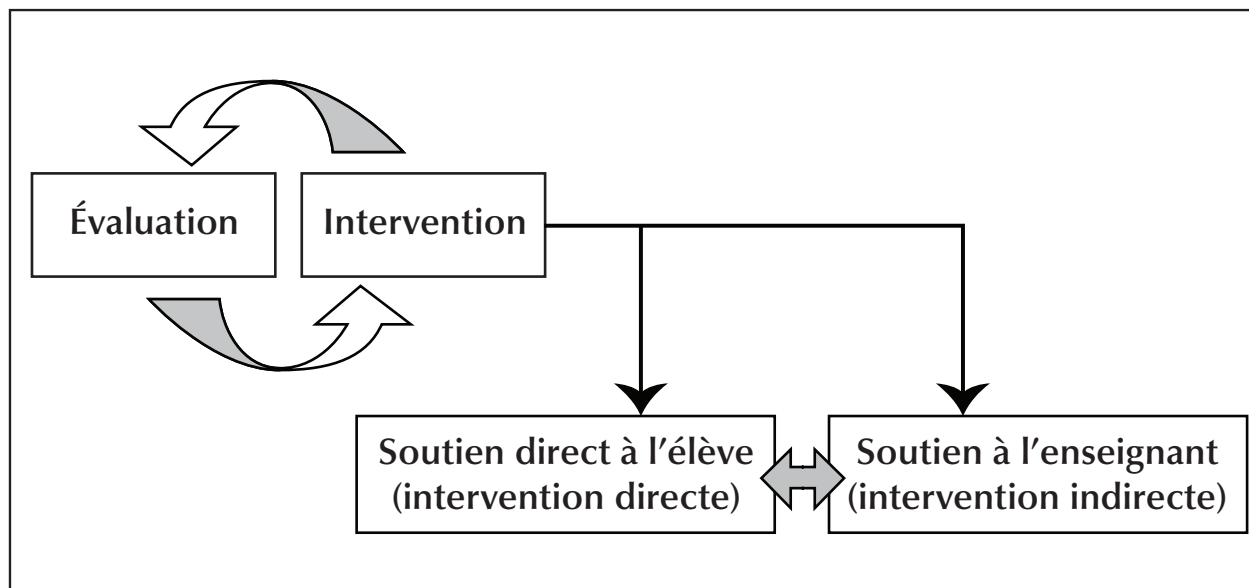 Évaluation
Intervention
Soutien direct à l’élève
(intervention directe)
Soutien à l’enseignant
(intervention indirecte)